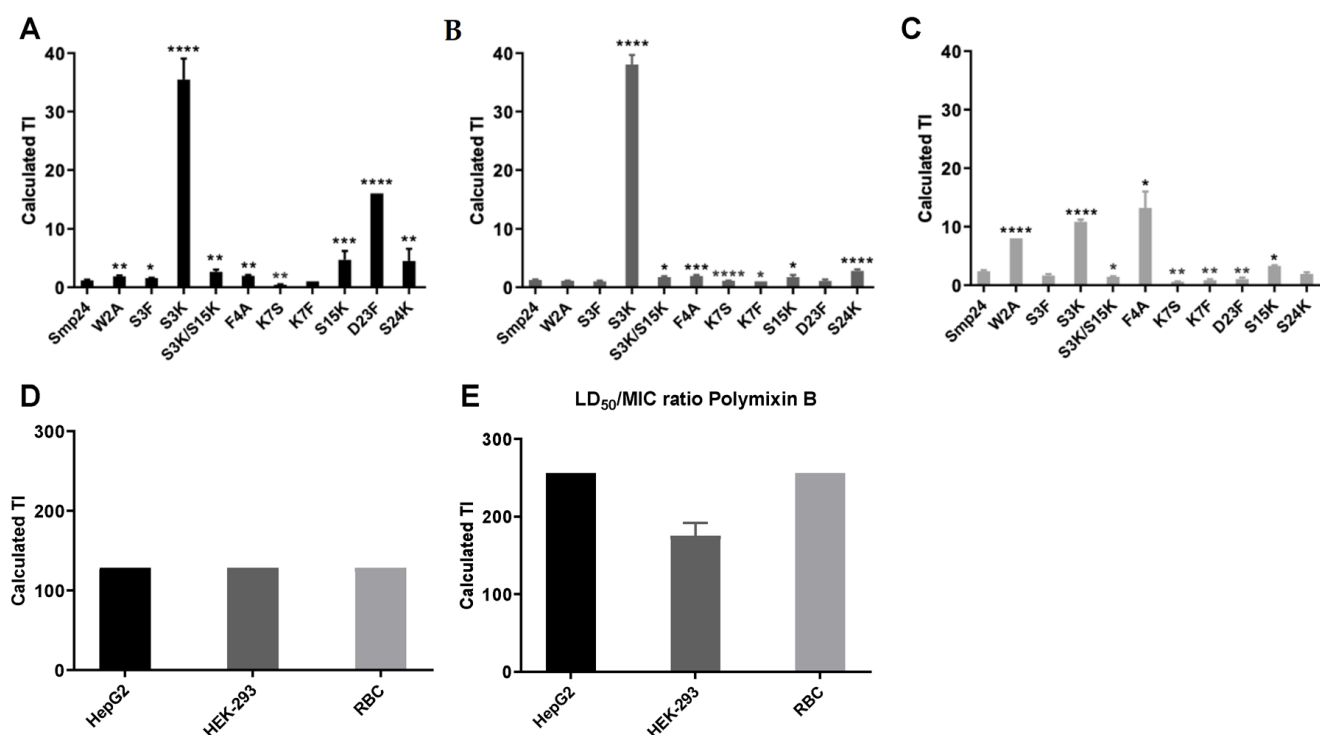 A
Calculated TI
40
30
20
10
0
**
*
****
**
**
**
***
****
**
Smp24
W2A
S3F
S3K
S3K/S15K
F4A
K7S
K7F
S15K
D23F
S24K
B
Calculated TI
40
30
20
10
0
****
*
***
****
*
*
****
Smp24
W2A
S3F
S3K
S3K/S15K
F4A
K7S
K7F
S15K
D23F
S24K
C
Calculated TI
40
30
20
10
0
****
****
*
*
**
**
**
*
Smp24
W2A
S3F
S3K
S3K/S15K
F4A
K7S
K7F
D23F
S15K
S24K
D
Calculated TI
300
200
100
0
HepG2
HEK-293
RBC
E
LD50/MIC ratio Polymixin B
Calculated TI
300
200
100
0
HepG2
HEK-293
RBC